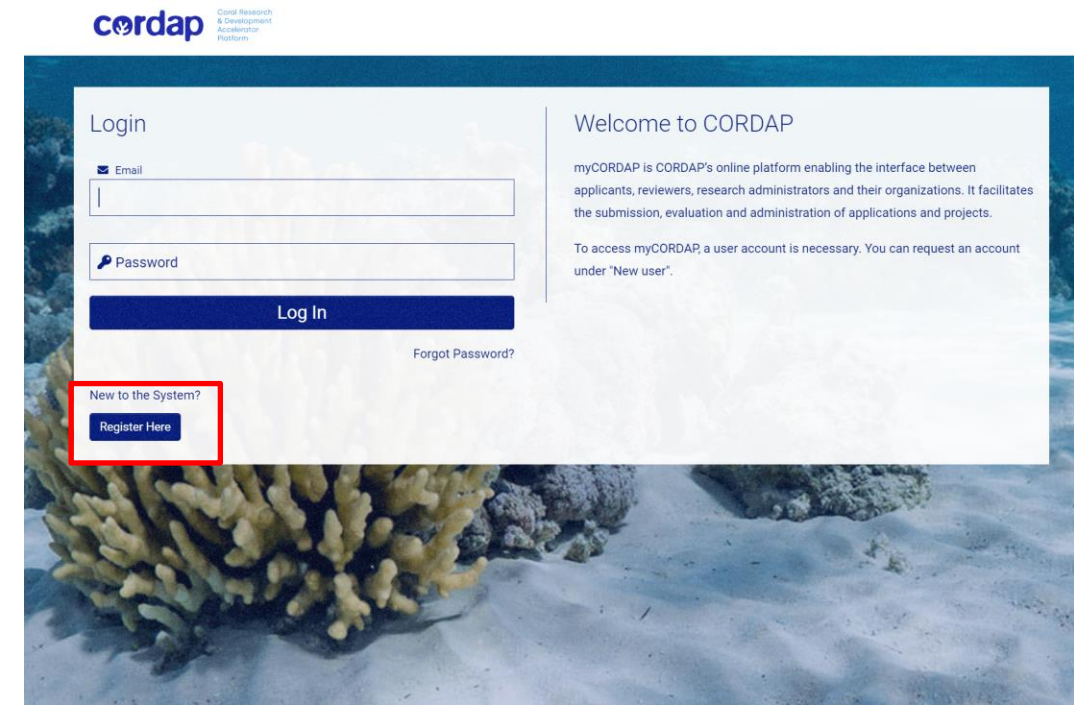 cordap
Coral Research
& Development
Accelerator
Platform
Login
Email
Password
Log In
Forgot Password?
New to the System?
Register Here
Welcome to CORDAP
myCORDAP is CORDAP's online platform enabling the interface between
applicants, reviewers, research administrators and their organizations. It facilitates
the submission, evaluation and administration of applications and projects.
To access myCORDAP, a user account is necessary. You can request an account
under "New user".